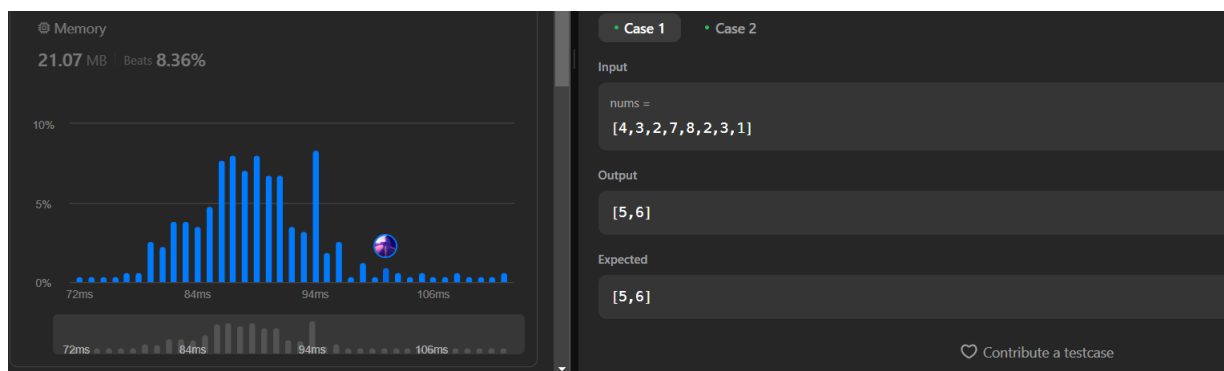 Memory
21.07 MB | Beats 8.36%
10%
5%
0%
72ms 84ms 94ms 106ms
72ms 84ms 94ms 106ms
Case 1 Case 2
Input
nums =
[4,3,2,7,8,2,3,1]
Output
[5,6]
Expected
[5,6]
Contribute a testcase